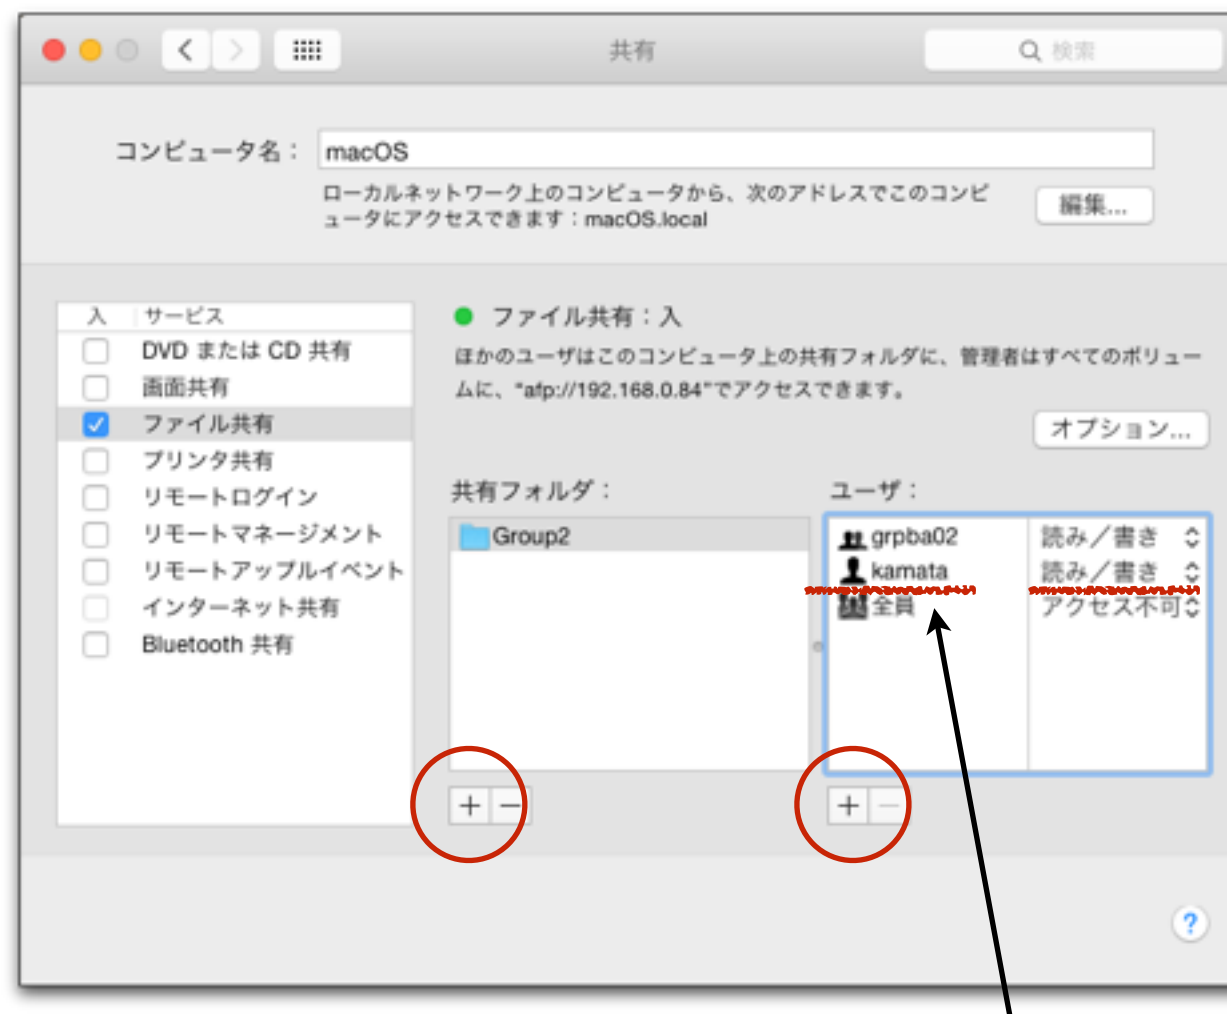 共有
検索
コンピュータ名：
macOS
ローカルネットワーク上のコンピュータから、次のアドレスでこのコンピ
ュータにアクセスできます：macOS.local
編集...
入 サービス
DVD または CD 共有
画面共有
ファイル共有
プリンタ共有
リモートログイン
リモートマネージメント
リモートアップルイベント
インターネット共有
Bluetooth 共有
ファイル共有：入
ほかのユーザはこのコンピュータ上の共有フォルダに、管理者はすべてのボリュー
ムに、"afp://192.168.0.84"でアクセスできます。
オプション...
共有フォルダ：
Group2
ユーザ：
grpba02 読み／書き
kamata 読み／書き
全員 アクセス不可
+ −
+ −
?